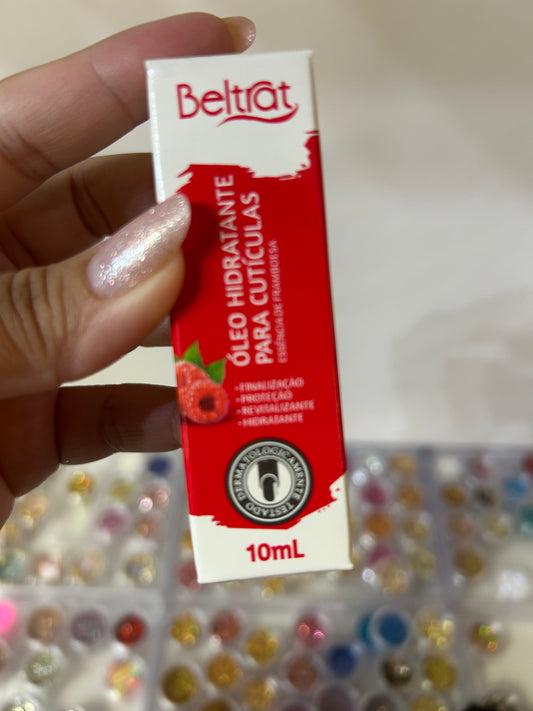 Beltrat
ÓLEO HIDRATANTE
PARA CUTÍCULAS
ESSÊNCIA DE FRAMBOESA
• FINALIZAÇÃO
• PROTEÇÃO
• REVITALIZANTE
• HIDRATANTE
DERMATOLOGICAMENTE TESTADO
10mL